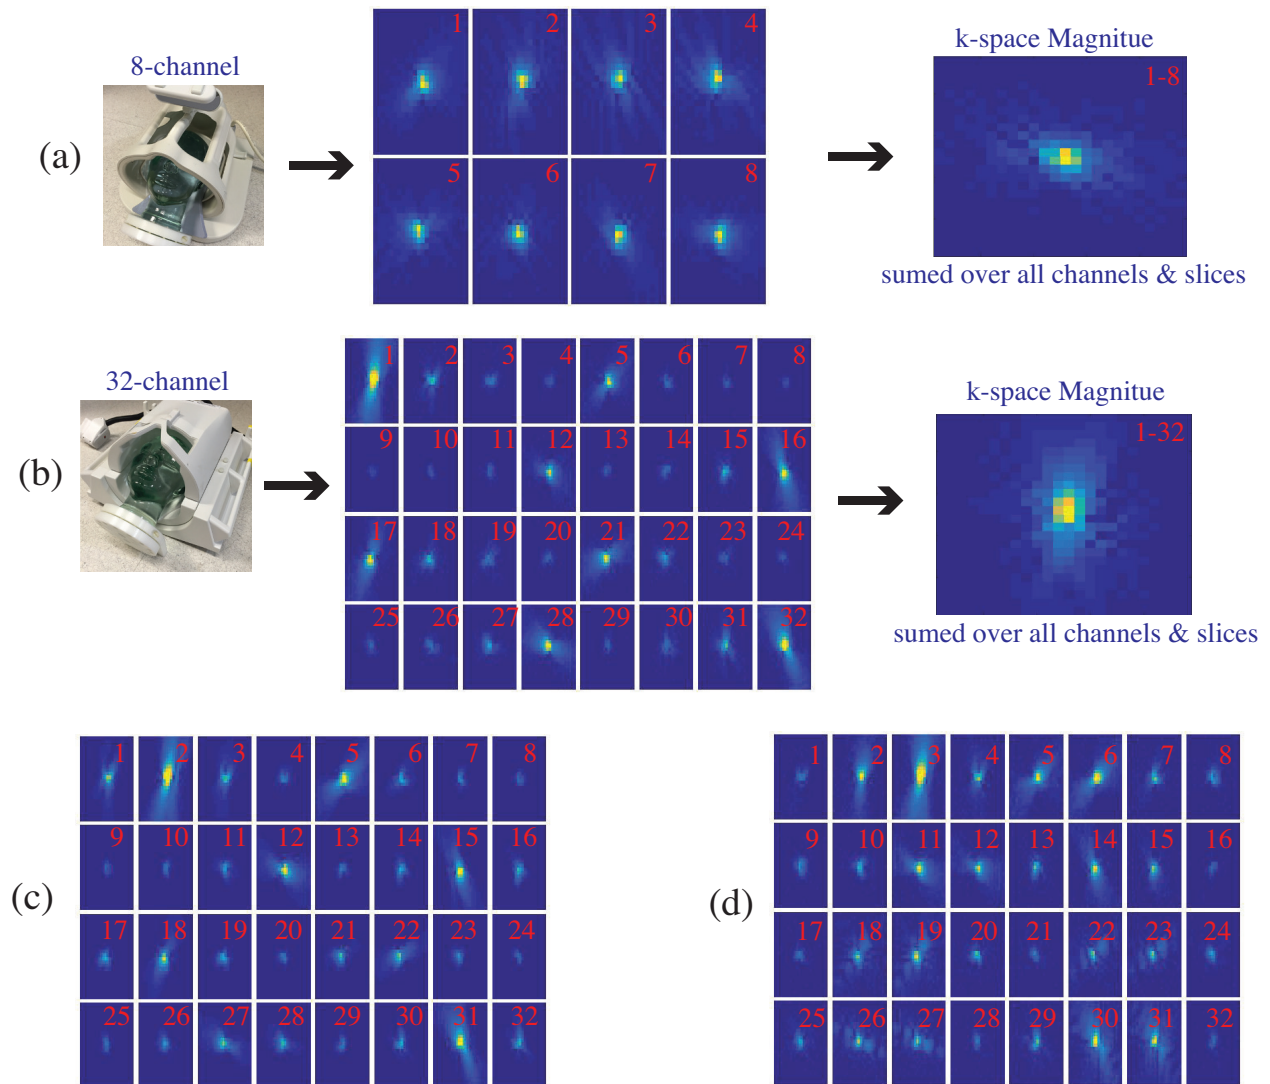 8-channel
(a)
1 2 3 4
5 6 7 8
k-space Magnitue
1-8
sumed over all channels & slices
32-channel
(b)
1 2 3 4 5 6 7 8
9 10 11 12 13 14 15 16
17 18 19 20 21 22 23 24
25 26 27 28 29 30 31 32
k-space Magnitue
1-32
sumed over all channels & slices
(c)
1 2 3 4 5 6 7 8
9 10 11 12 13 14 15 16
17 18 19 20 21 22 23 24
25 26 27 28 29 30 31 32
(d)
1 2 3 4 5 6 7 8
9 10 11 12 13 14 15 16
17 18 19 20 21 22 23 24
25 26 27 28 29 30 31 32